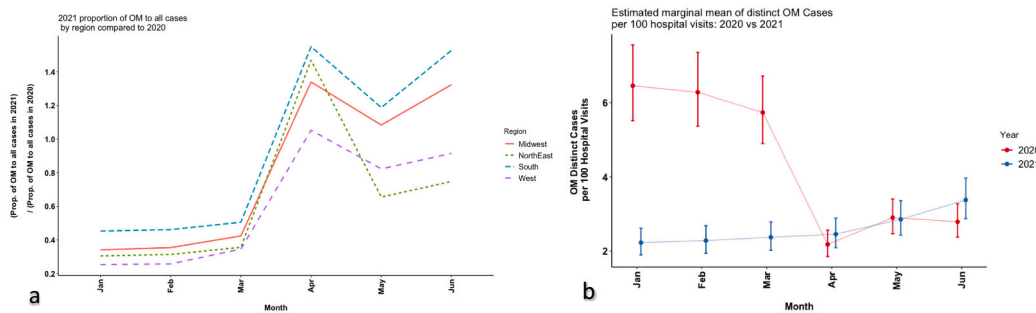 2021 proportion of OM to all cases
by region compared to 2020
(Prop. of OM to all cases in 2021)
/ (Prop. of OM to all cases in 2020)
1.4
1.2
1.0
0.8
0.6
0.4
0.2
Jan
Feb
Mar
Apr
May
Jun
Month
Region
Midwest
NorthEast
South
West
a
Estimated marginal mean of distinct OM Cases
per 100 hospital visits: 2020 vs 2021
OM Distinct Cases
per 100 Hospital Visits
6
4
2
Jan
Feb
Mar
Apr
May
Jun
Month
Year
2020
2021
b